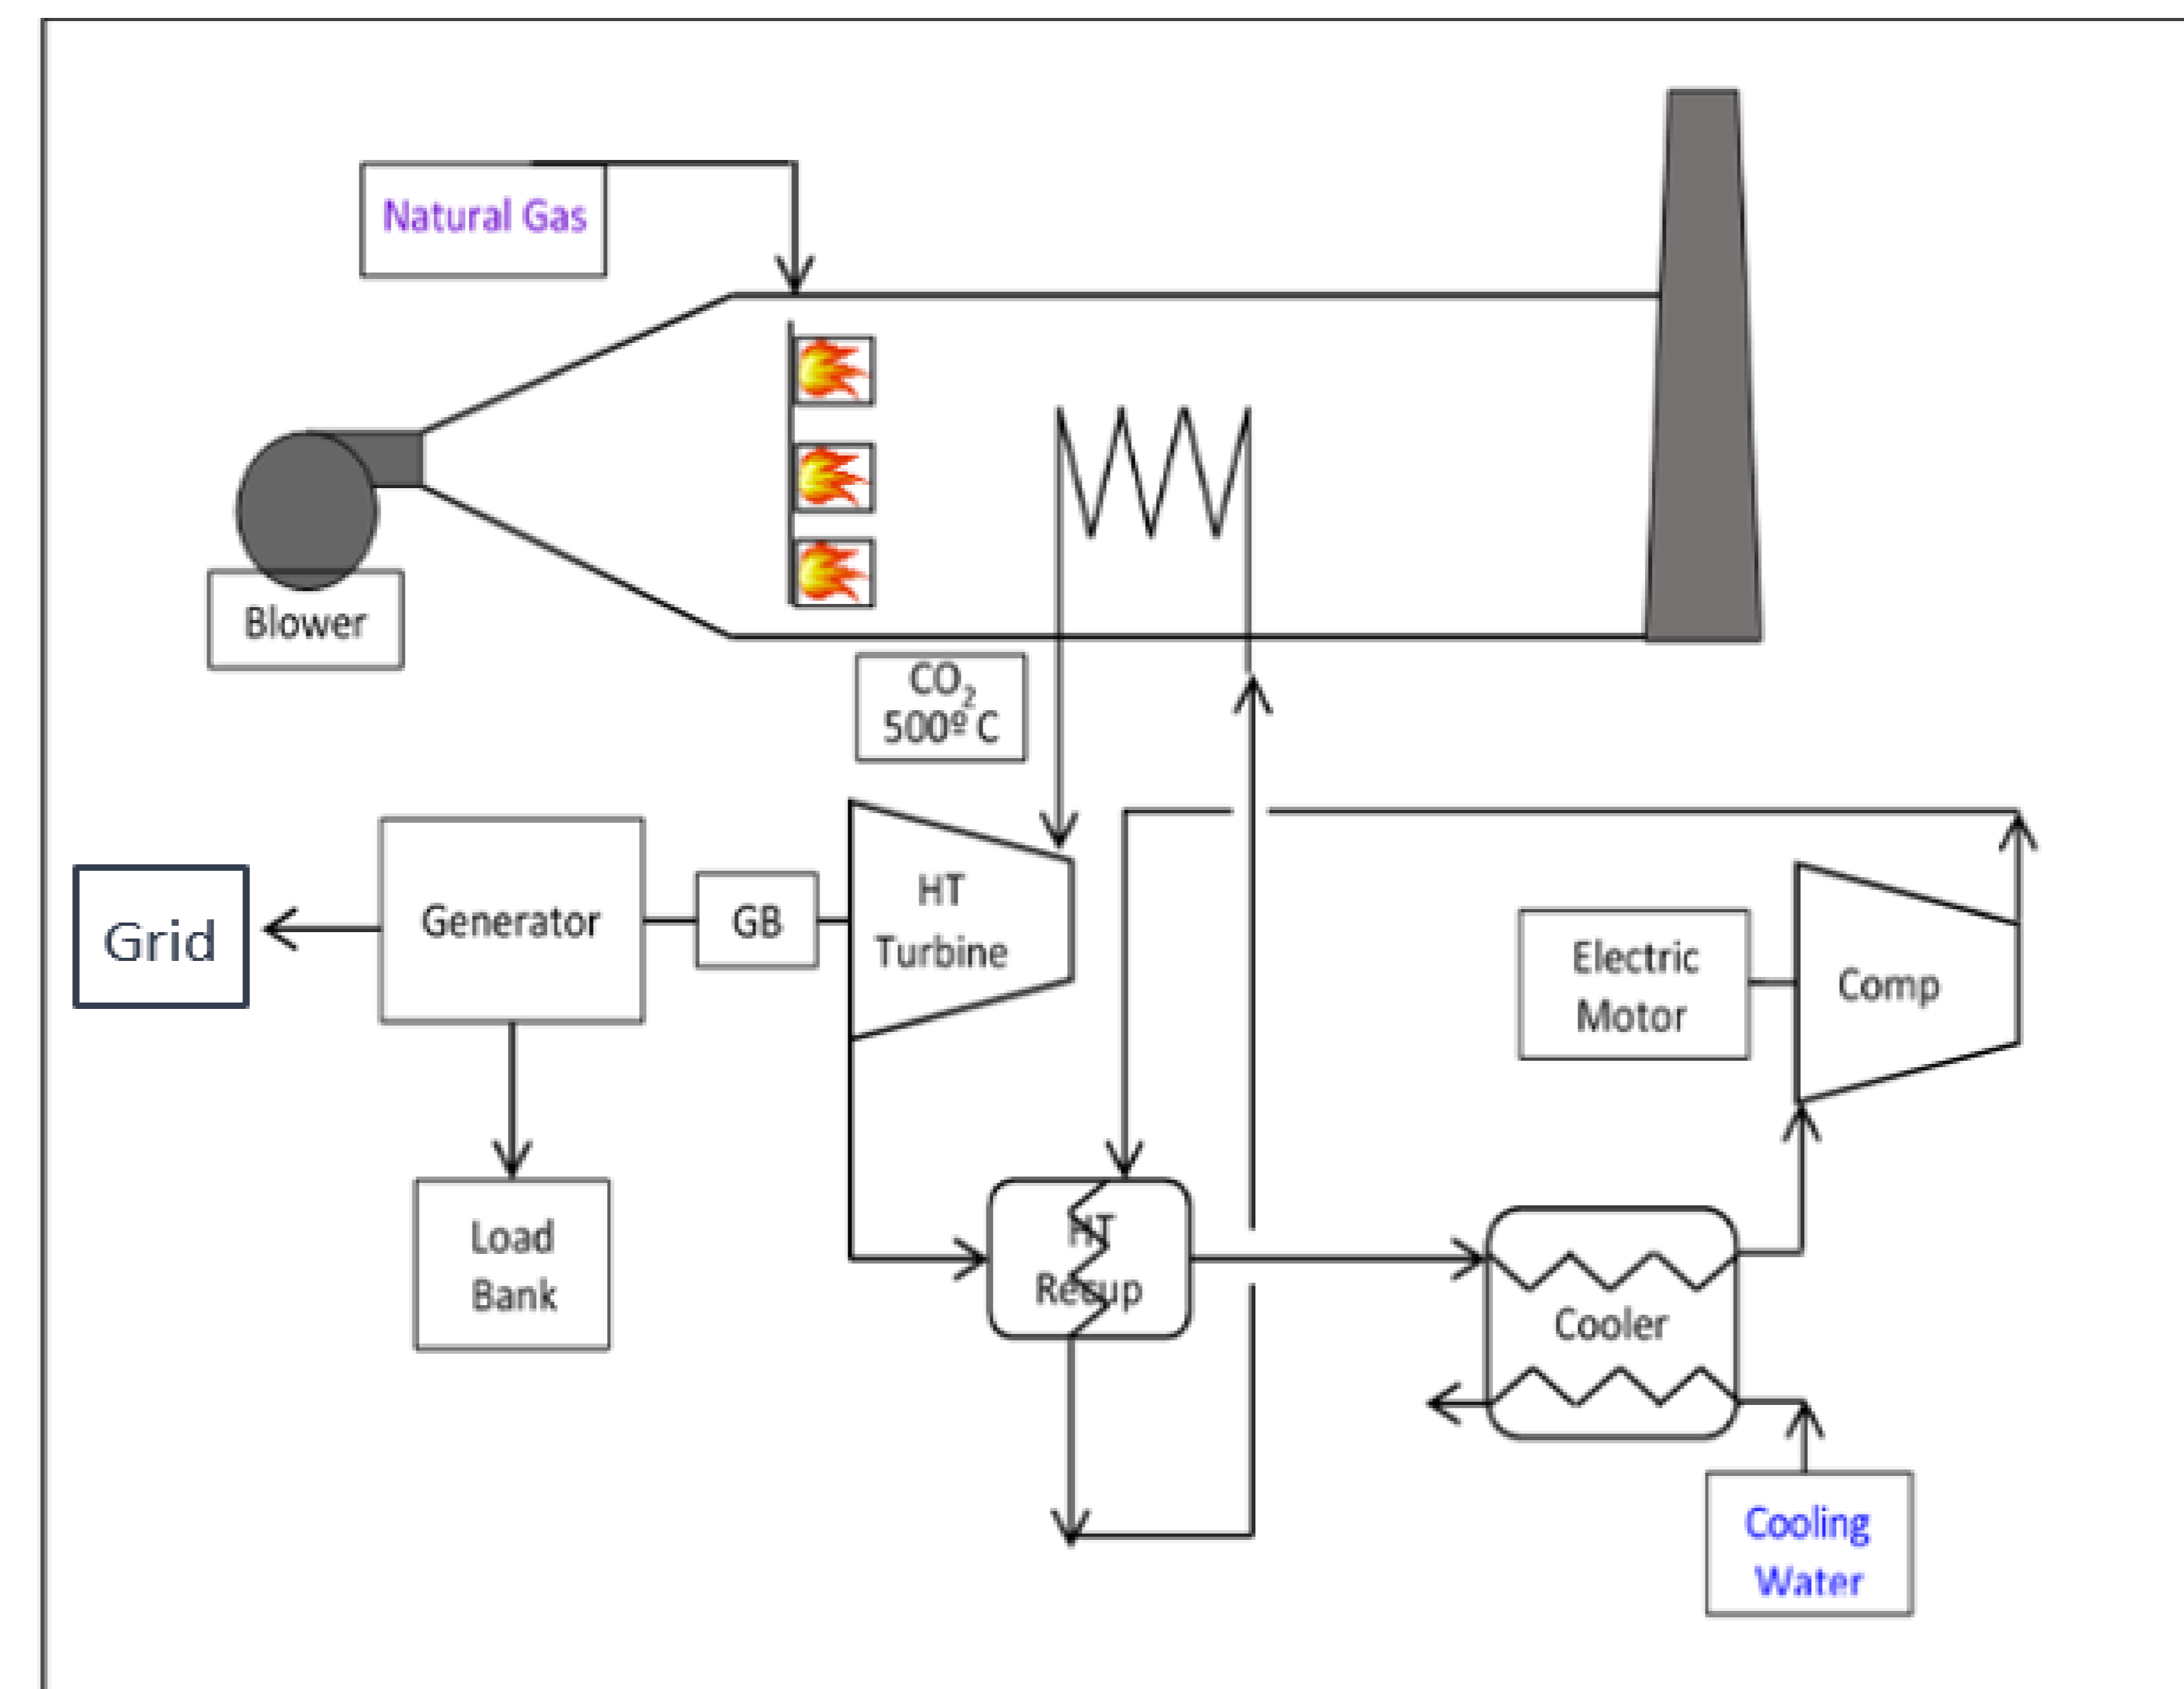 Natural Gas
Blower
CO₂
500º C
Grid
Generator
GB
HT
Turbine
Electric
Motor
Comp
Load
Bank
HT
Recup
Cooler
Cooling
Water